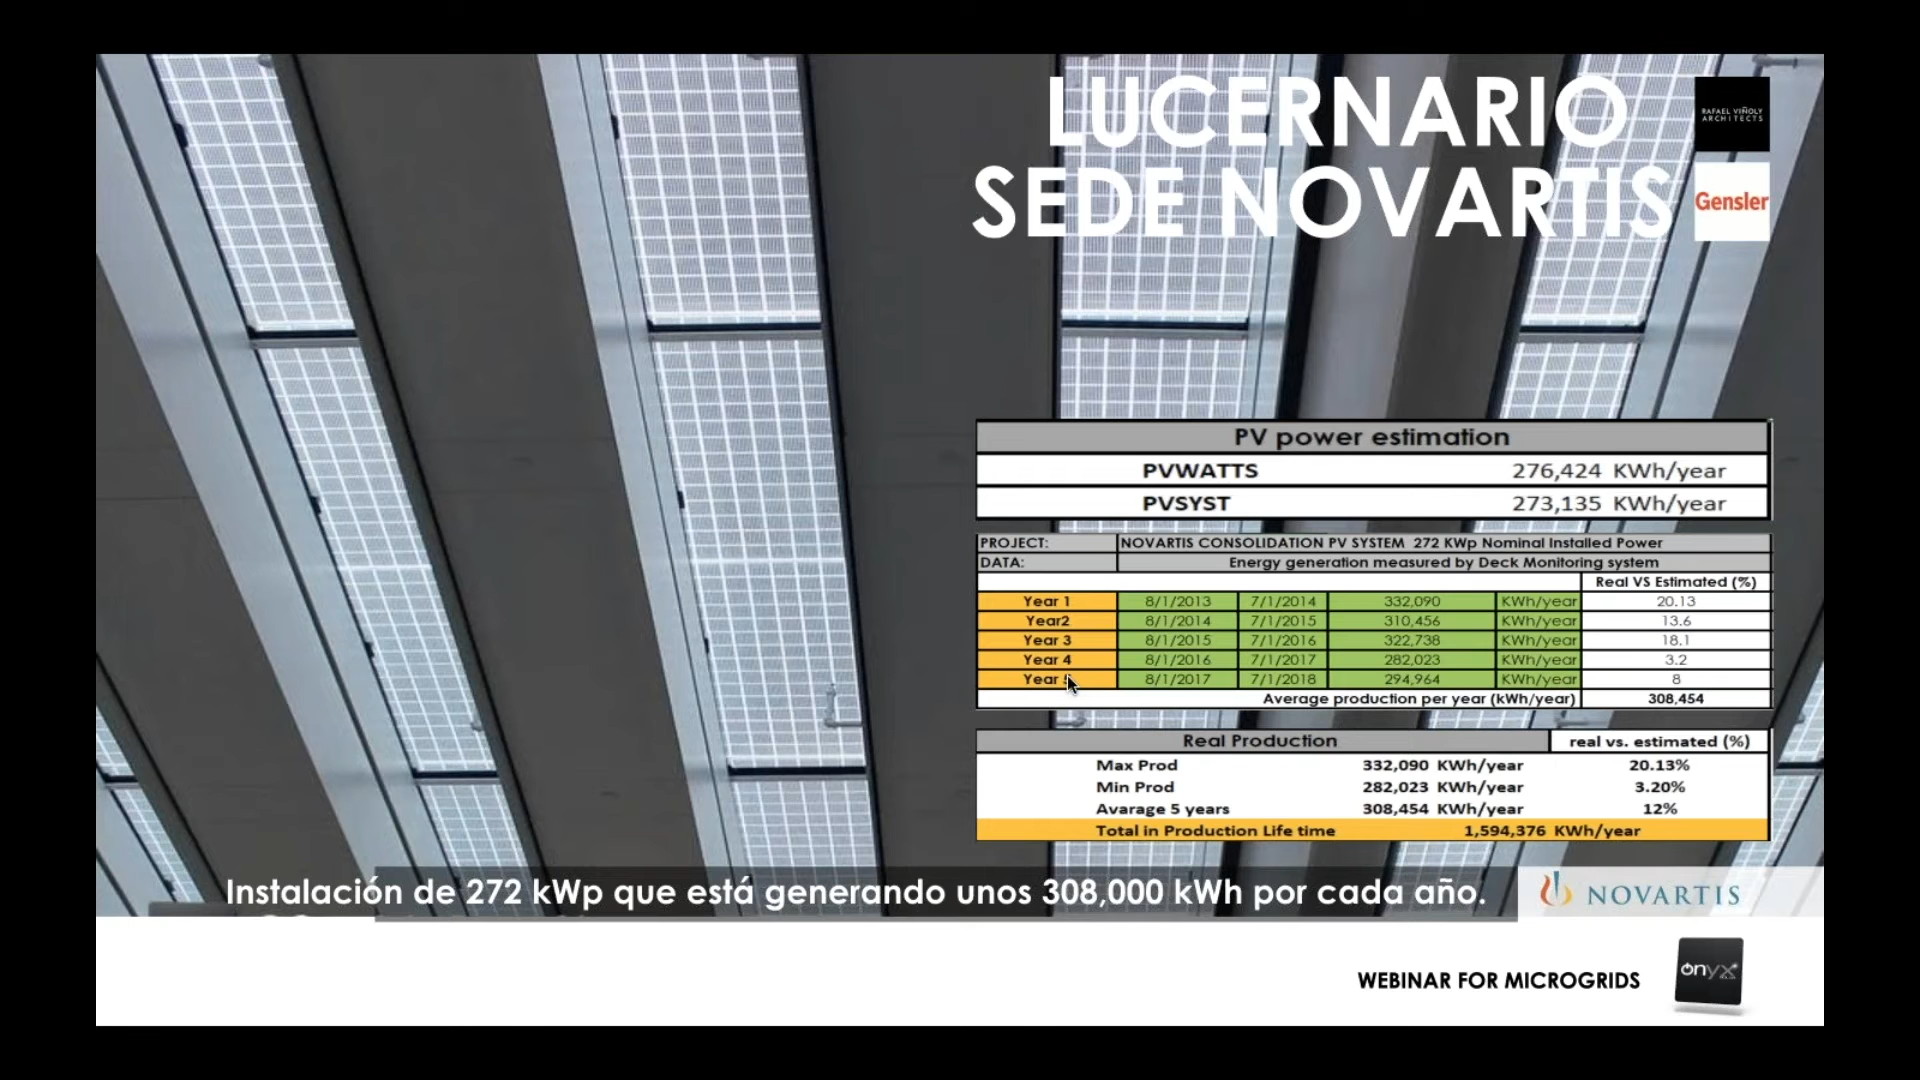 LUCERNARIO
SEDE NOVARTIS
RAFAEL VIÑOLY
ARCHITECTS
Gensler
PV power estimation
PVWATTS 276,424 KWh/year
PVSYST 273,135 KWh/year
PROJECT: NOVARTIS CONSOLIDATION PV SYSTEM 272 KWp Nominal Installed Power
DATA: Energy generation measured by Deck Monitoring system
Real VS Estimated (%)
Year 1 8/1/2013 7/1/2014 332,090 KWh/year 20.13
Year2 8/1/2014 7/1/2015 310,456 KWh/year 13.6
Year 3 8/1/2015 7/1/2016 322,738 KWh/year 18.1
Year 4 8/1/2016 7/1/2017 282,023 KWh/year 3.2
Year 8/1/2017 7/1/2018 294,964 KWh/year 8
Average production per year (kWh/year) 308,454
Real Production real vs. estimated (%)
Max Prod 332,090 KWh/year 20.13%
Min Prod 282,023 KWh/year 3.20%
Avarage 5 years 308,454 KWh/year 12%
Total in Production Life time 1,594,376 KWh/year
Instalación de 272 kWp que está generando unos 308,000 kWh por cada año.
NOVARTIS
WEBINAR FOR MICROGRIDS
onyx